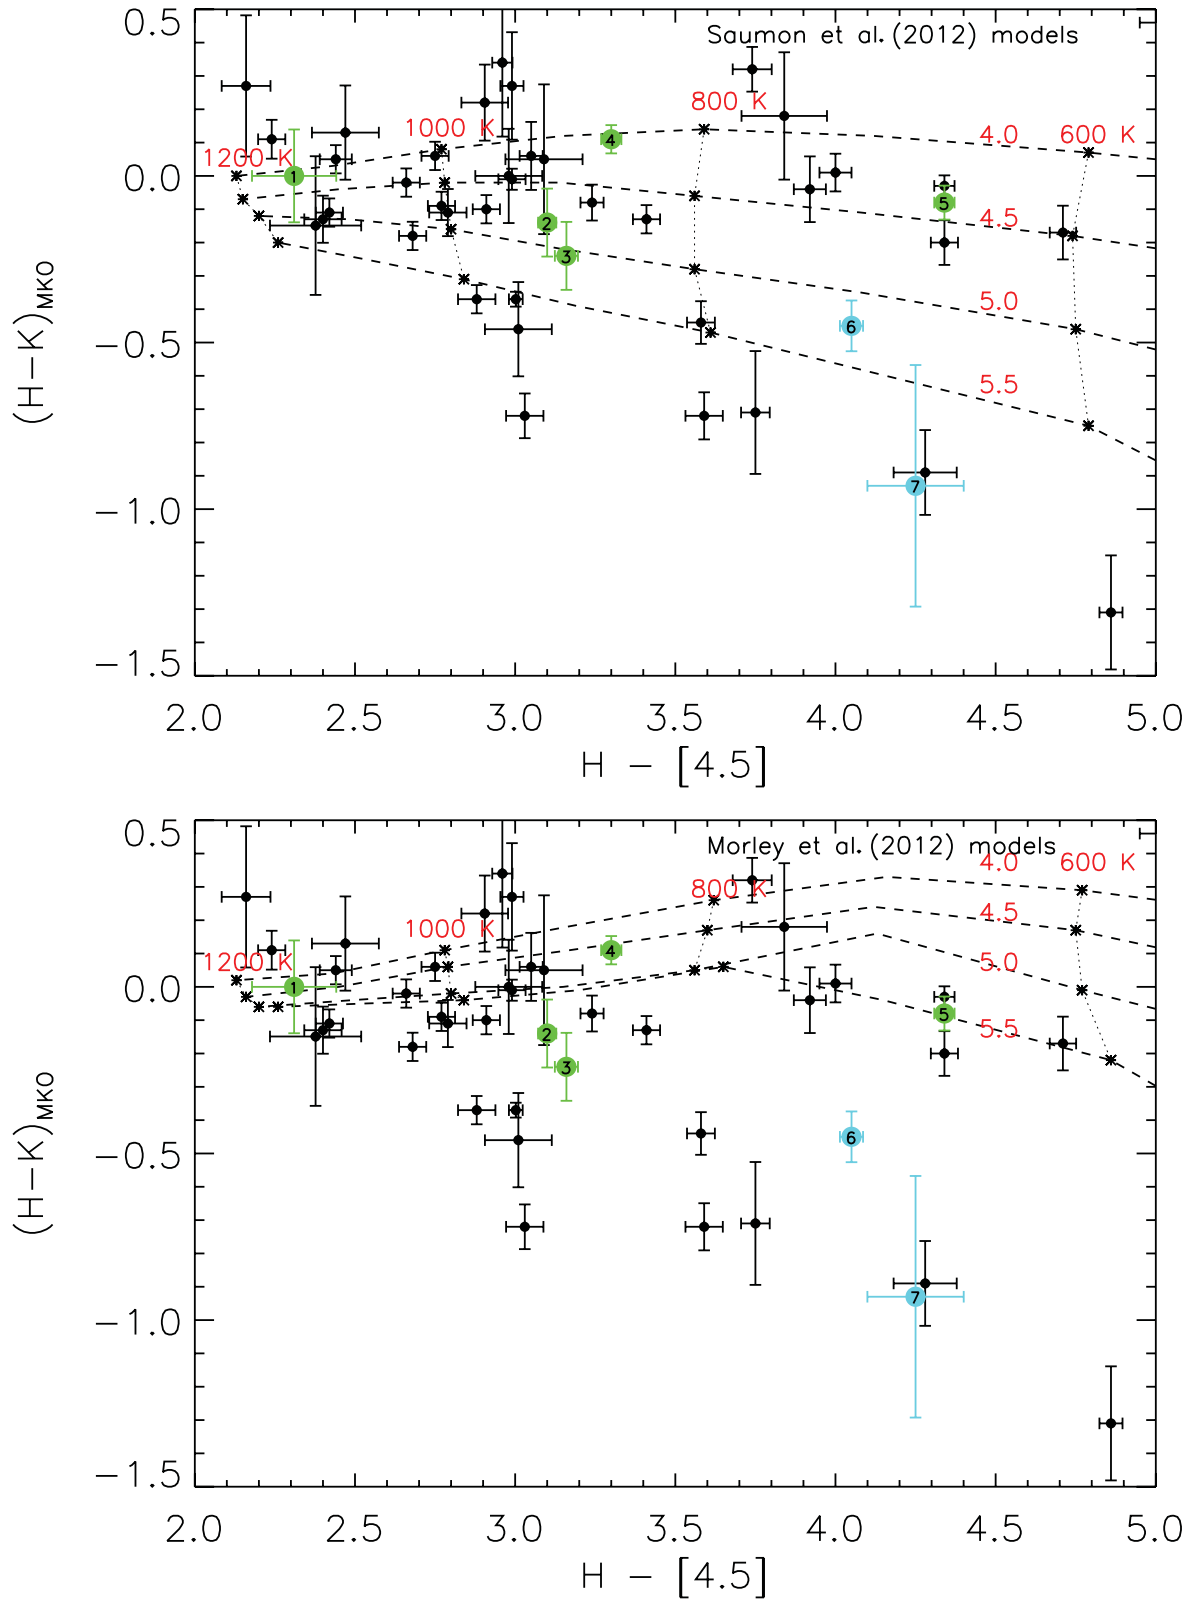 0.5
Saumon et al. (2012) models
800 K
1000 K
4.0
600 K
1200 K
4
1
0.0
5
4.5
2
3
5.0
6
(H−K)MKO
−0.5
5.5
7
−1.0
−1.5
2.0 2.5 3.0 3.5 4.0 4.5 5.0
H − [4.5]
0.5
Morley et al. (2012) models
4.0
600 K
800 K
4.5
1000 K
4
1200 K
5.0
1
0.0
5
5.5
2
3
6
(H−K)MKO
−0.5
7
−1.0
−1.5
2.0 2.5 3.0 3.5 4.0 4.5 5.0
H − [4.5]